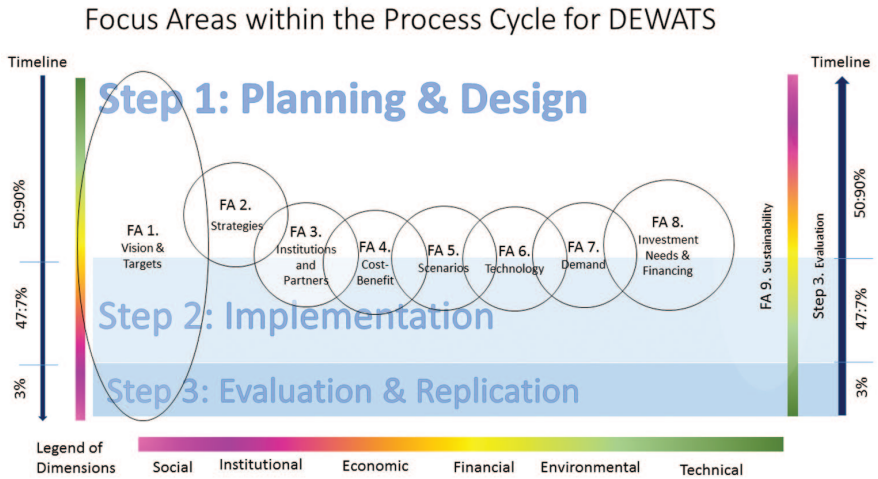 Focus Areas within the Process Cycle for DEWATS
Timeline
Timeline
Step 1: Planning & Design
50:90%
47:7%
3%
FA 1.
Vision &
Targets
FA 2.
Strategies
FA 3.
Institutions
and
Partners
FA 4.
Cost-
Benefit
FA 5.
Scenarios
FA 6.
Technology
FA 7.
Demand
FA 8.
Investment
Needs &
Financing
FA 9. Sustainability
Step 3. Evaluation
50:90%
47:7%
3%
Step 2: Implementation
Step 3: Evaluation & Replication
Legend of
Dimensions
Social
Institutional
Economic
Financial
Environmental
Technical